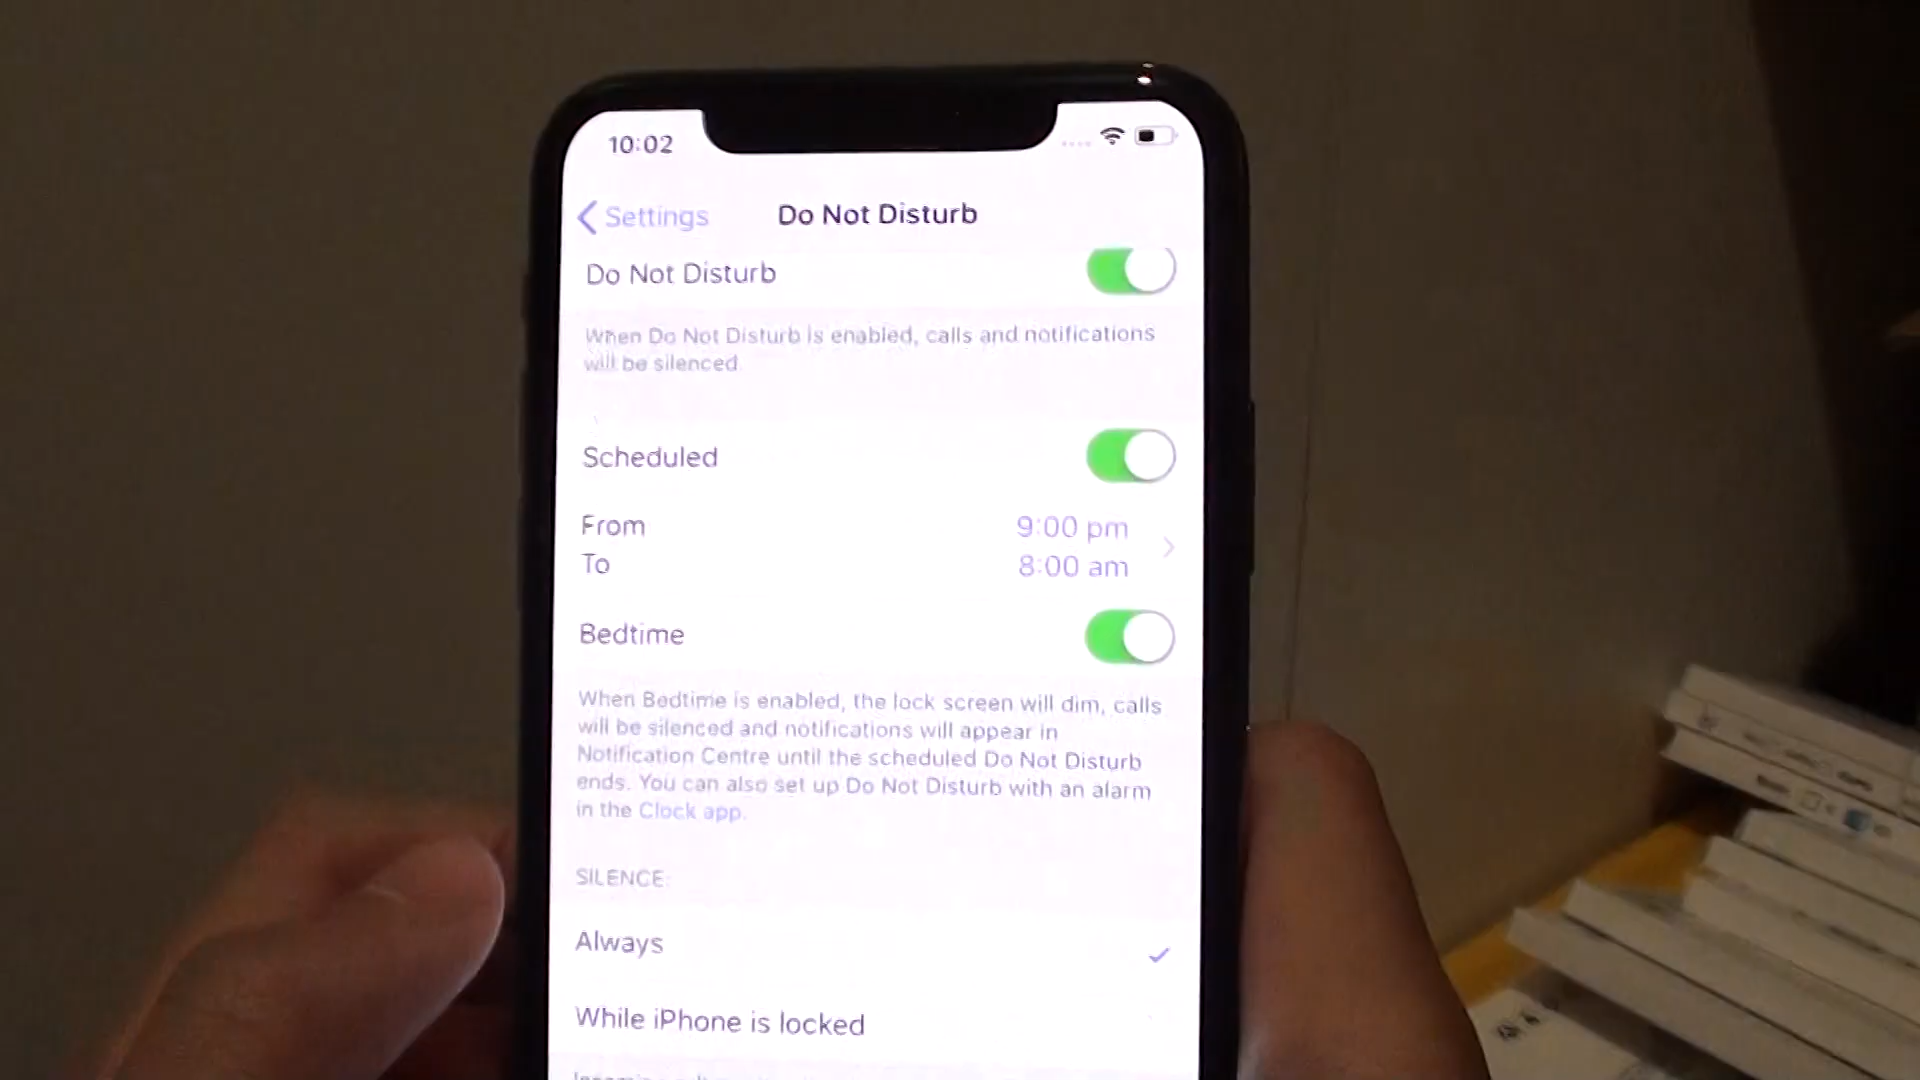 10:02
Settings
Do Not Disturb
Do Not Disturb
When Do Not Disturb is enabled, calls and notifications
will be silenced.
Scheduled
From
9:00 pm
To
8:00 am
Bedtime
When Bedtime is enabled, the lock screen will dim, calls
will be silenced and notifications will appear in
Notification Centre until the scheduled Do Not Disturb
ends. You can also set up Do Not Disturb with an alarm
in the Clock app.
SILENCE:
Always
While iPhone is locked